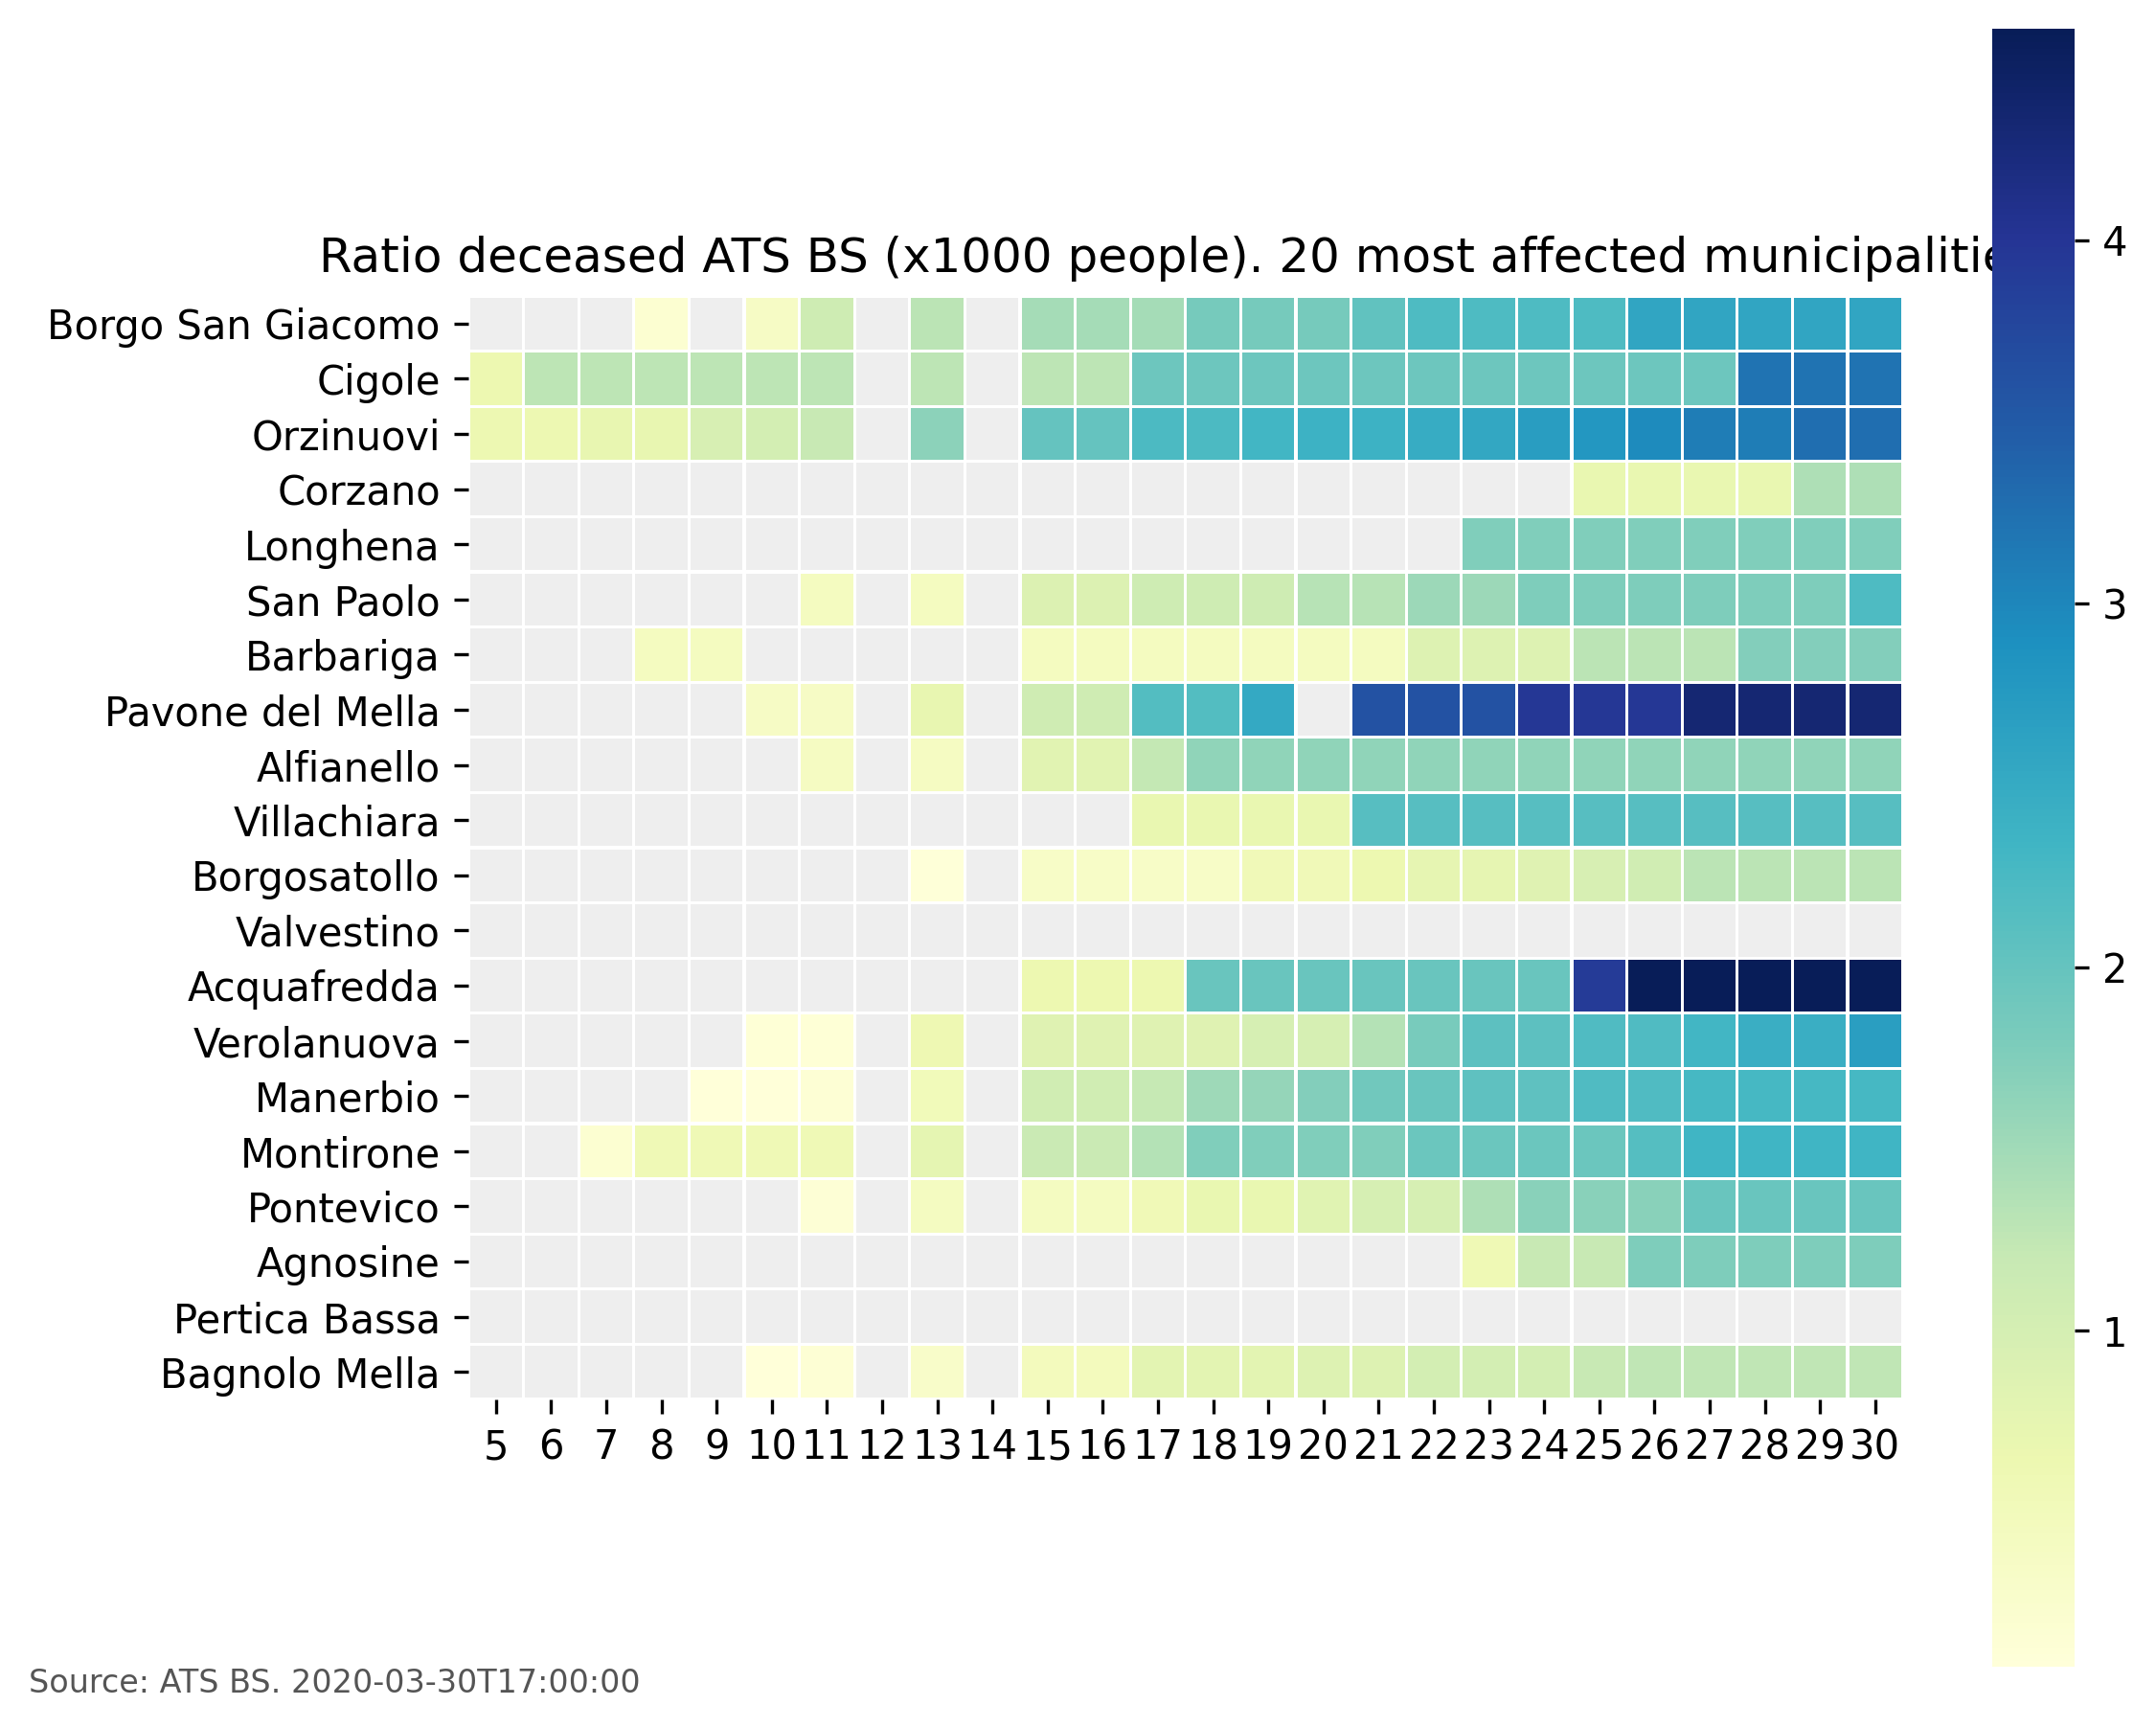 Ratio deceased ATS BS (x1000 people). 20 most affected municipalitie
Borgo San Giacomo
Cigole
Orzinuovi
Corzano
Longhena
San Paolo
Barbariga
Pavone del Mella
Alfianello
Villachiara
Borgosatollo
Valvestino
Acquafredda
Verolanuova
Manerbio
Montirone
Pontevico
Agnosine
Pertica Bassa
Bagnolo Mella
5 6 7 8 9 10 11 12 13 14 15 16 17 18 19 20 21 22 23 24 25 26 27 28 29 30
4
3
2
1
Source: ATS BS. 2020-03-30T17:00:00